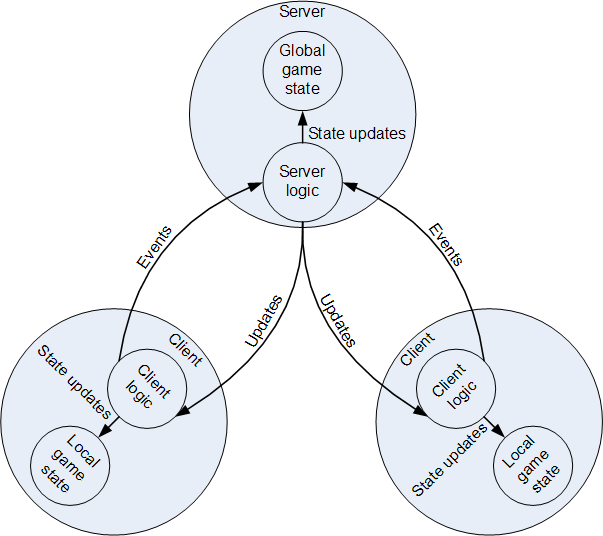 Server
Global
game
state
State updates
Server
logic
Events
Events
Updates
Updates
Client
State updates
Client
logic
Local
game
state
Client
Client
logic
State updates
Local
game
state